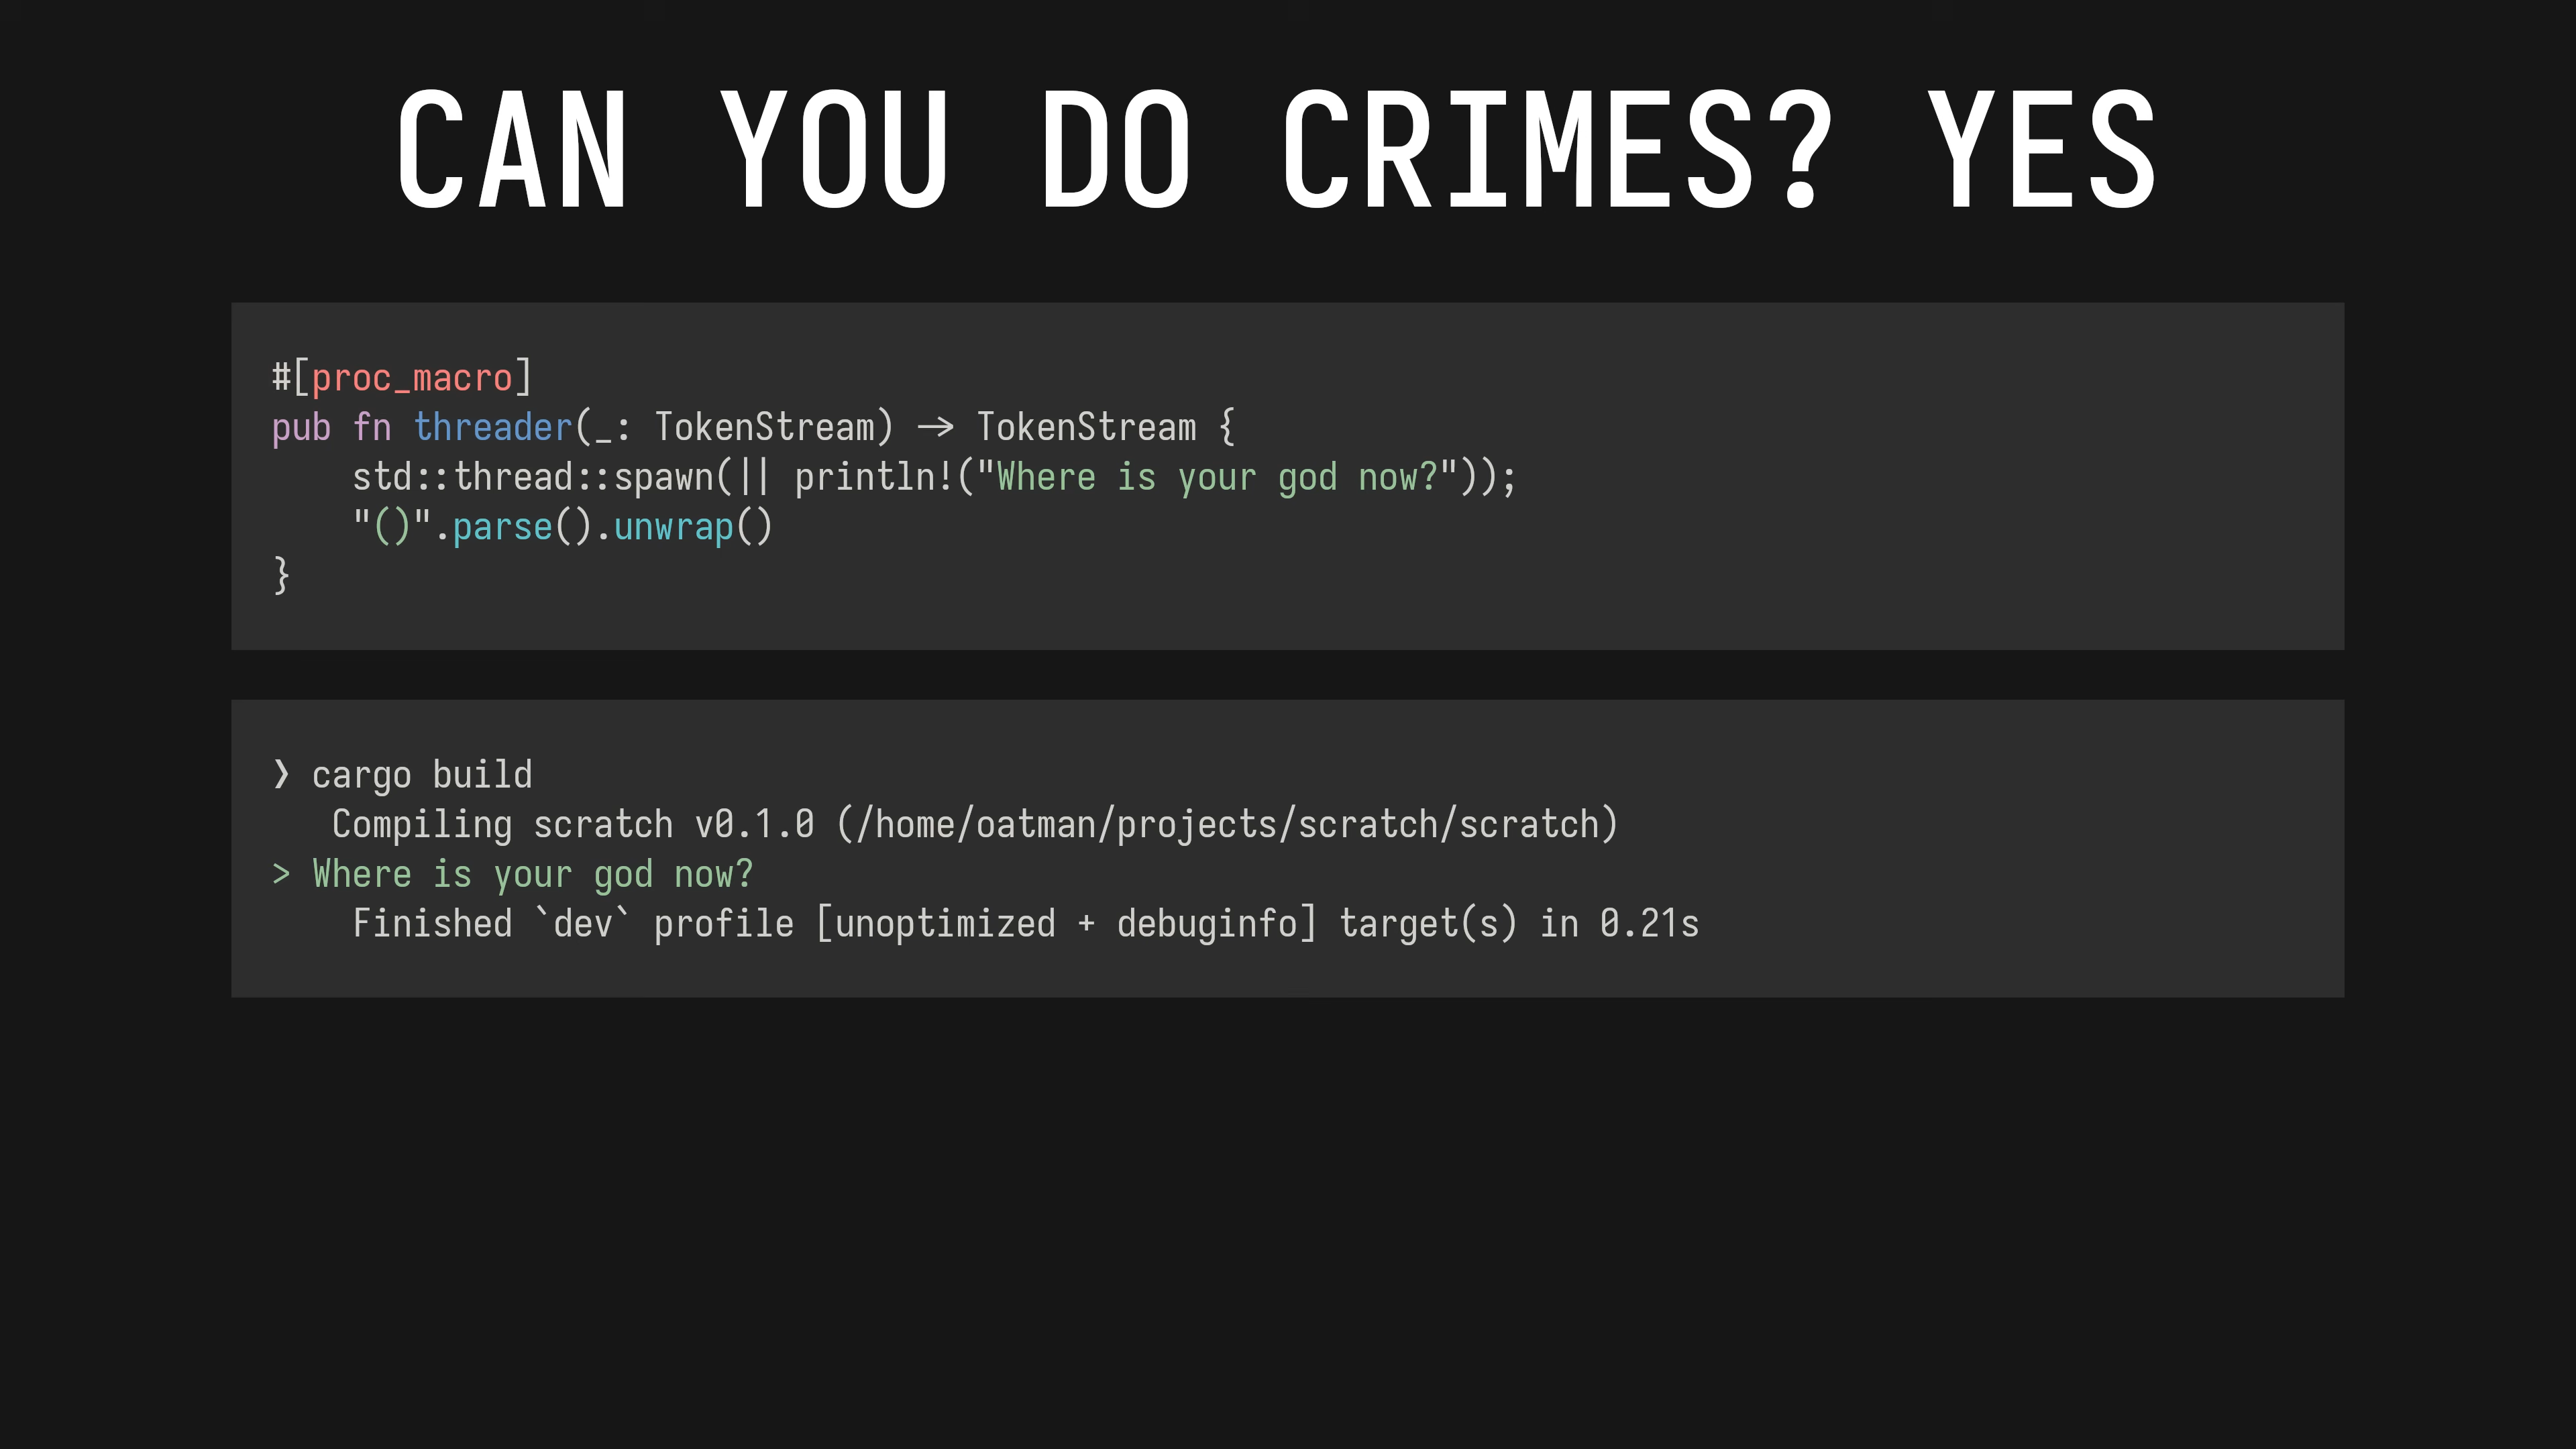 CAN YOU DO CRIMES? YES
#[proc_macro]
pub fn threader(_: TokenStream) -> TokenStream {
    std::thread::spawn(|| println!("Where is your god now?"));
    "()".parse().unwrap()
}
❯ cargo build
   Compiling scratch v0.1.0 (/home/oatman/projects/scratch/scratch)
> Where is your god now?
    Finished `dev` profile [unoptimized + debuginfo] target(s) in 0.21s